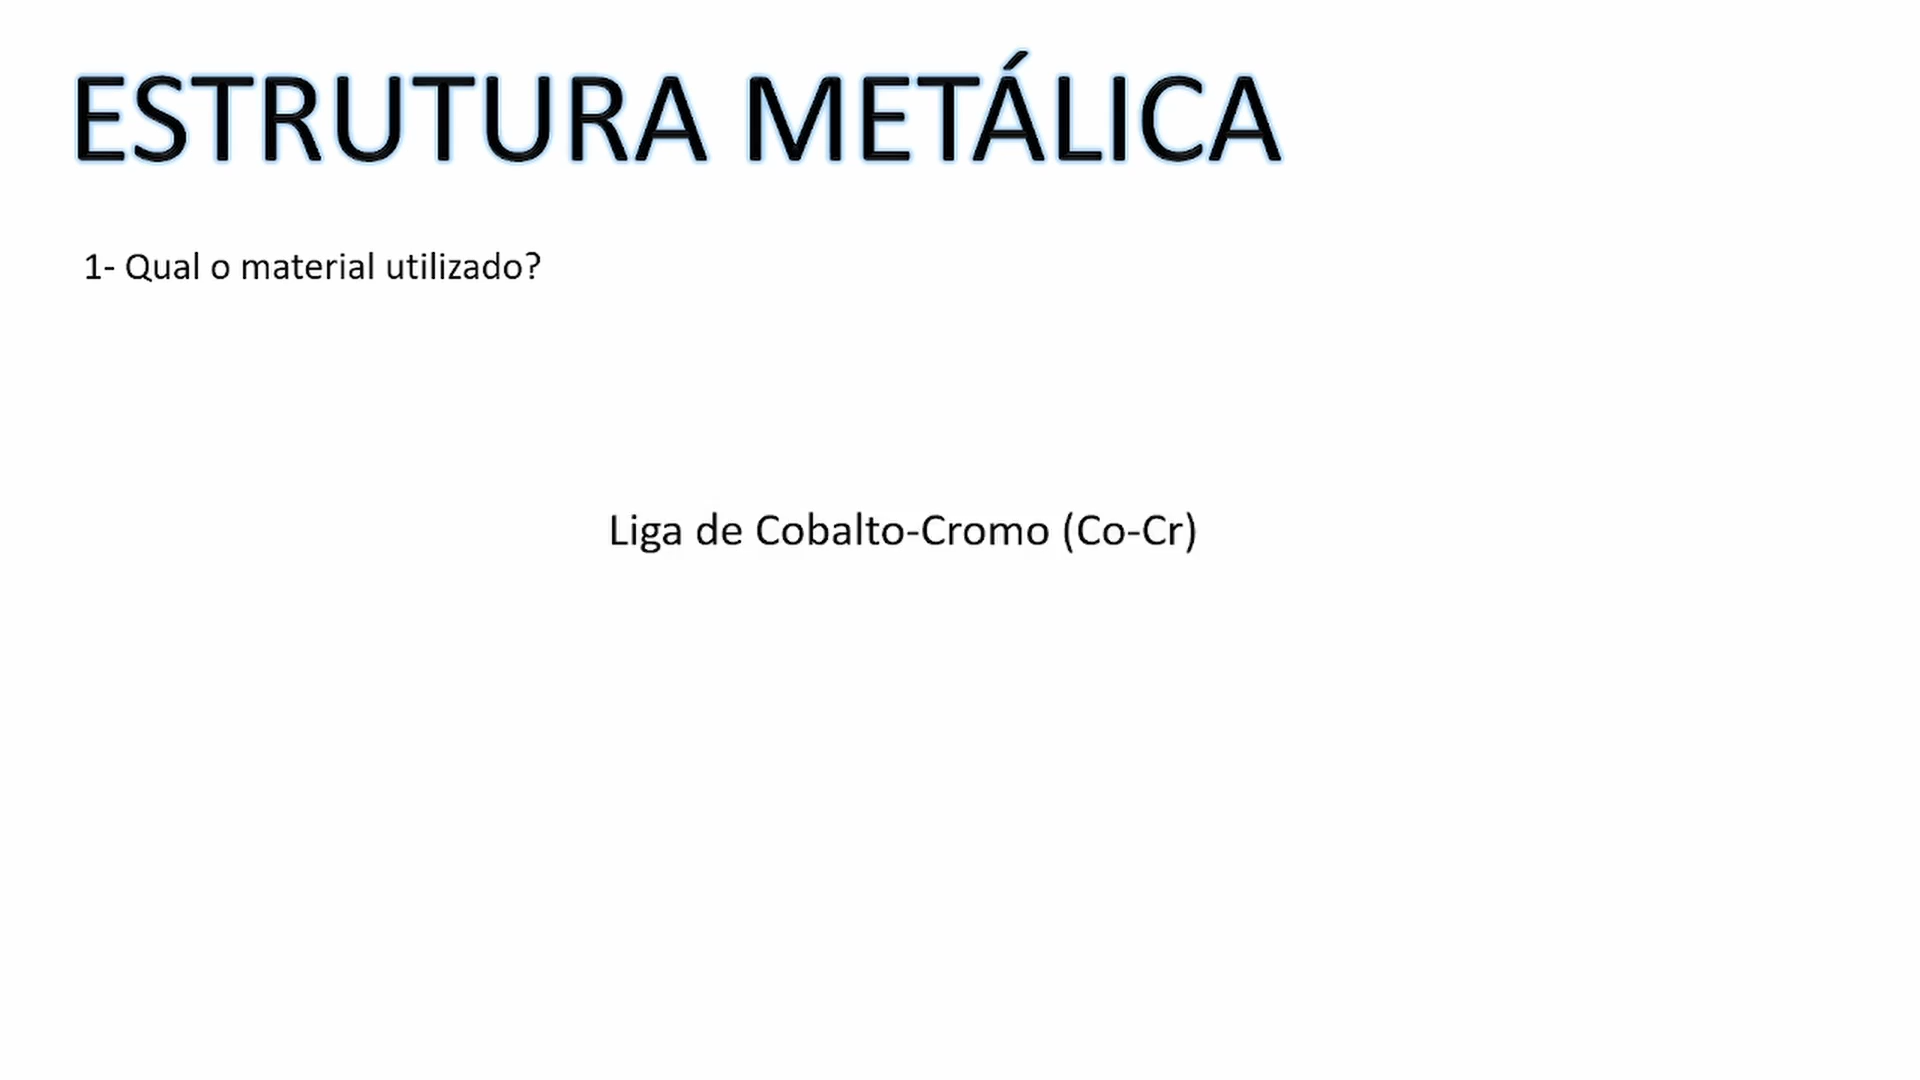 ESTRUTURA METÁLICA
1- Qual o material utilizado?
Liga de Cobalto-Cromo (Co-Cr)